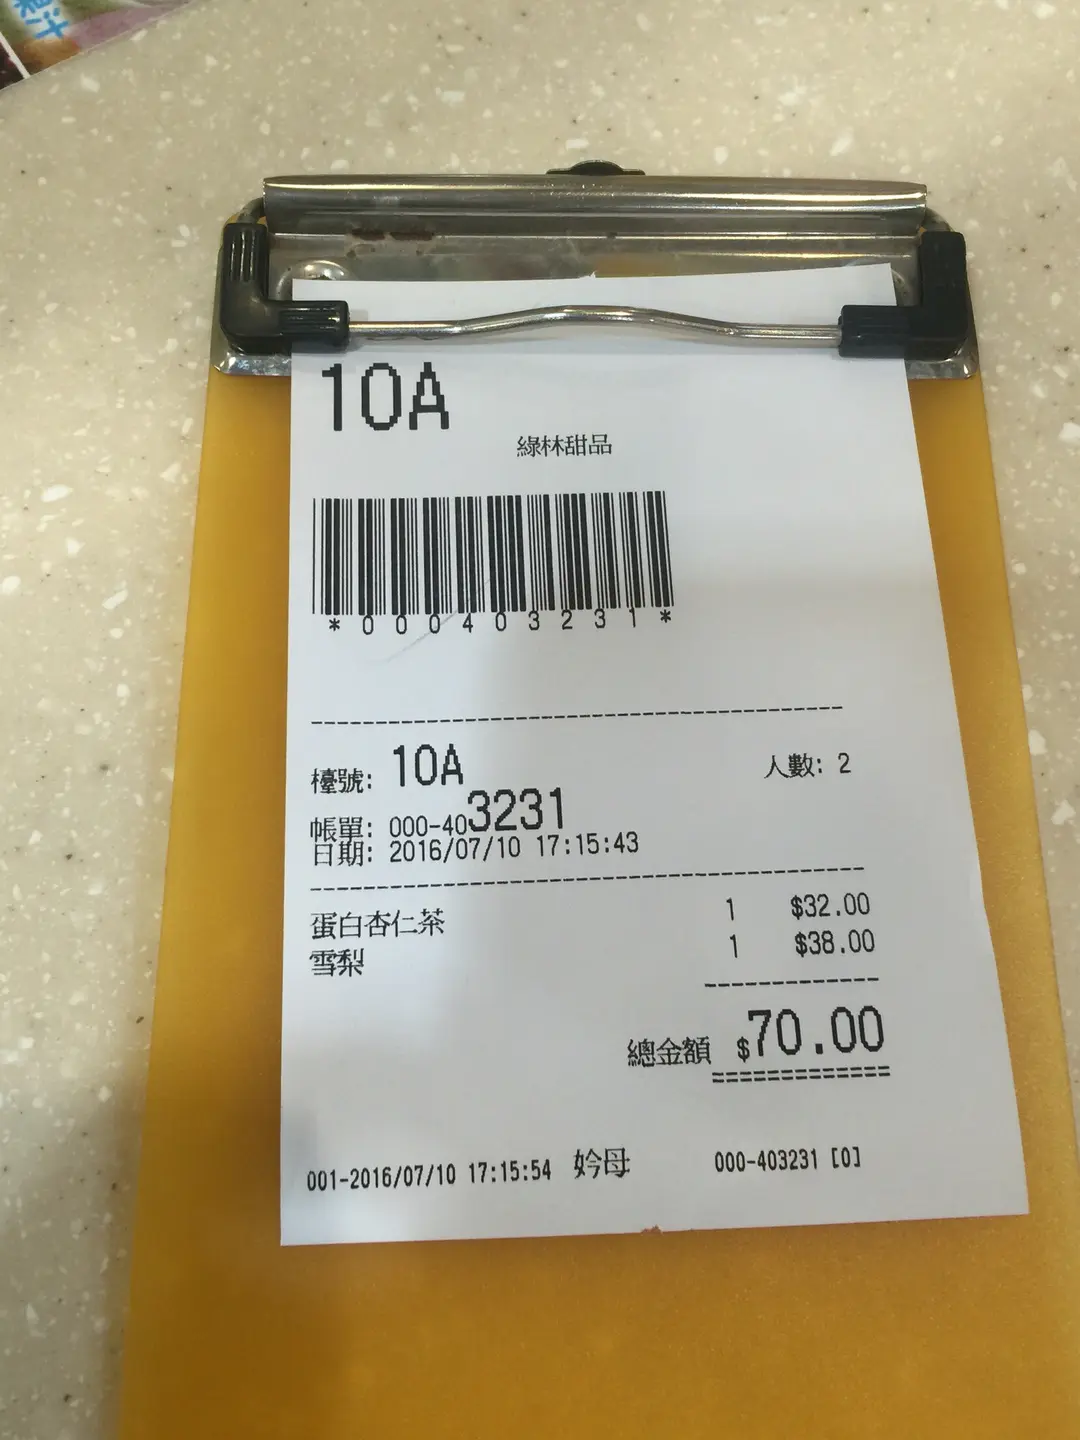 果汁
10A
綠林甜品
*000403231*
檯號: 10A 人數: 2
帳單: 000-403231
日期: 2016/07/10 17:15:43
蛋白杏仁茶 1 $32.00
雪梨 1 $38.00
總金額 $70.00
001-2016/07/10 17:15:54 妗母 000-403231 [0]